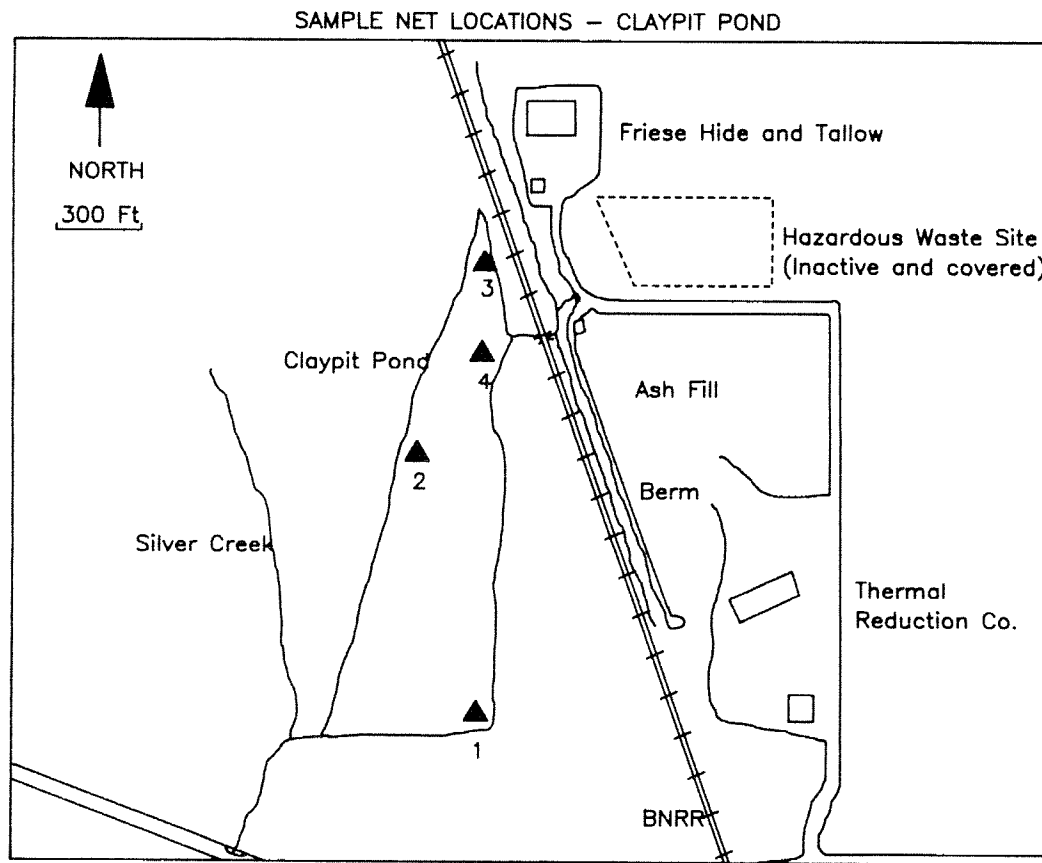 SAMPLE NET LOCATIONS – CLAYPIT POND
NORTH
300 Ft
Friese Hide and Tallow
Hazardous Waste Site
(Inactive and covered)
3
Claypit Pond
4
Ash Fill
2
Berm
Silver Creek
Thermal
Reduction Co.
1
BNRR